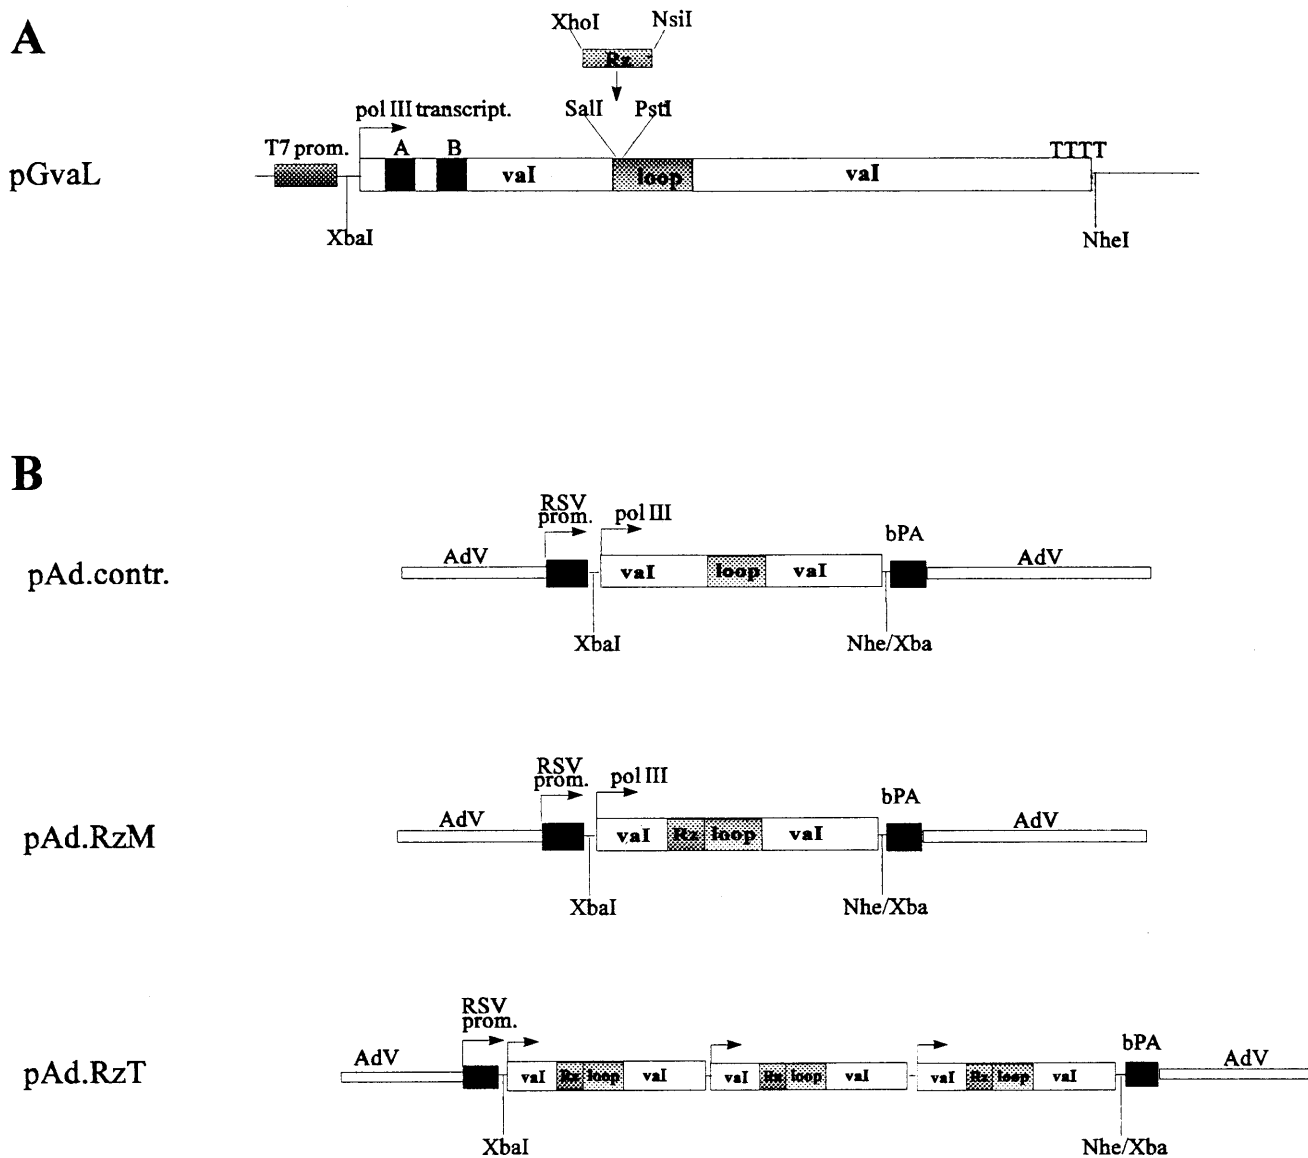 A
XhoI NsiI
Rz
pol III transcript. SalI PstI
T7 prom. A B TTTT
pGvaL vaI loop vaI
XbaI NheI
B
RSV
prom. pol III bPA
AdV AdV
pAd.contr. vaI loop vaI
XbaI Nhe/Xba
RSV
prom. pol III bPA
AdV AdV
pAd.RzM vaI Rz loop vaI
XbaI Nhe/Xba
RSV
prom. bPA
AdV AdV
pAd.RzT vaI Rz loop vaI vaI Rz loop vaI vaI Rz loop vaI
XbaI Nhe/Xba